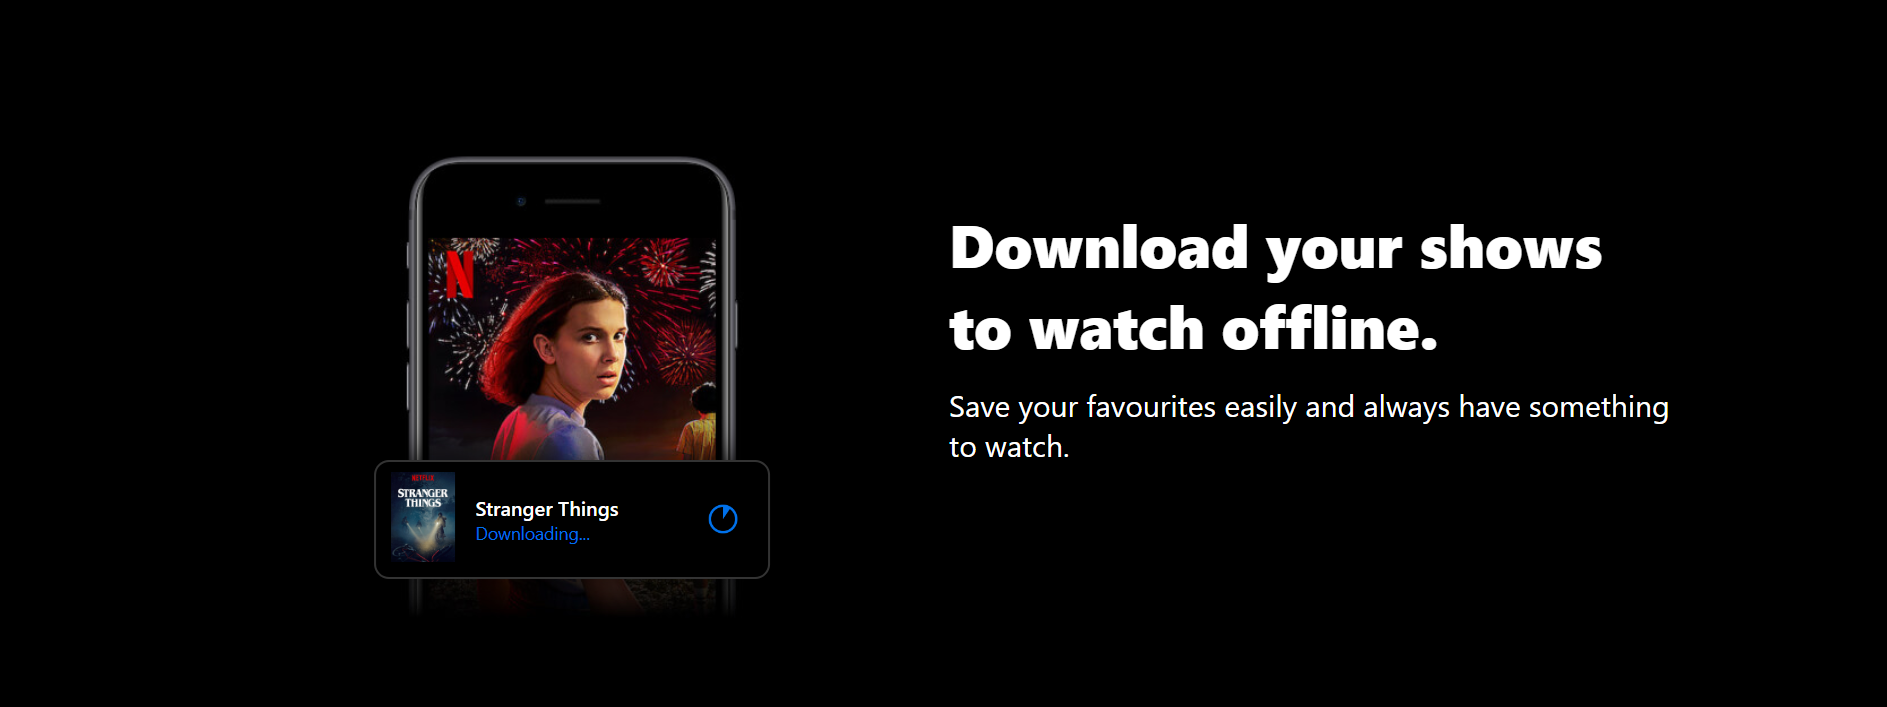 Download your shows
to watch offline.
Save your favourites easily and always have something
to watch.
N
NETFLIX
STRANGER
THINGS
Stranger Things
Downloading...